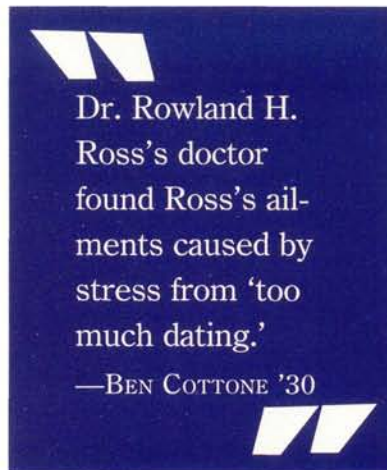 Dr. Rowland H.
Ross's doctor
found Ross's ail-
ments caused by
stress from ‘too
much dating.’
—BEN COTTONE '30